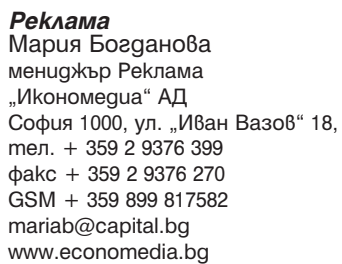 Реклама
Мария Богданова
мениджър Реклама
„Икономедиа“ АД
София 1000, ул. „Иван Вазов“ 18,
тел. + 359 2 9376 399
факс + 359 2 9376 270
GSM + 359 899 817582
mariab@capital.bg
www.economedia.bg